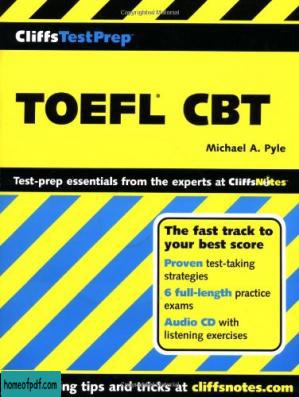 CliffsTestPrep®
TOEFL® CBT
Michael A. Pyle
Test-prep essentials from the experts at CliffsNotes®
The fast track to
your best score
Proven test-taking
strategies
6 full-length practice
exams
Audio CD with
listening exercises
homeofpdf.com
tips and tricks at cliffsnotes.com